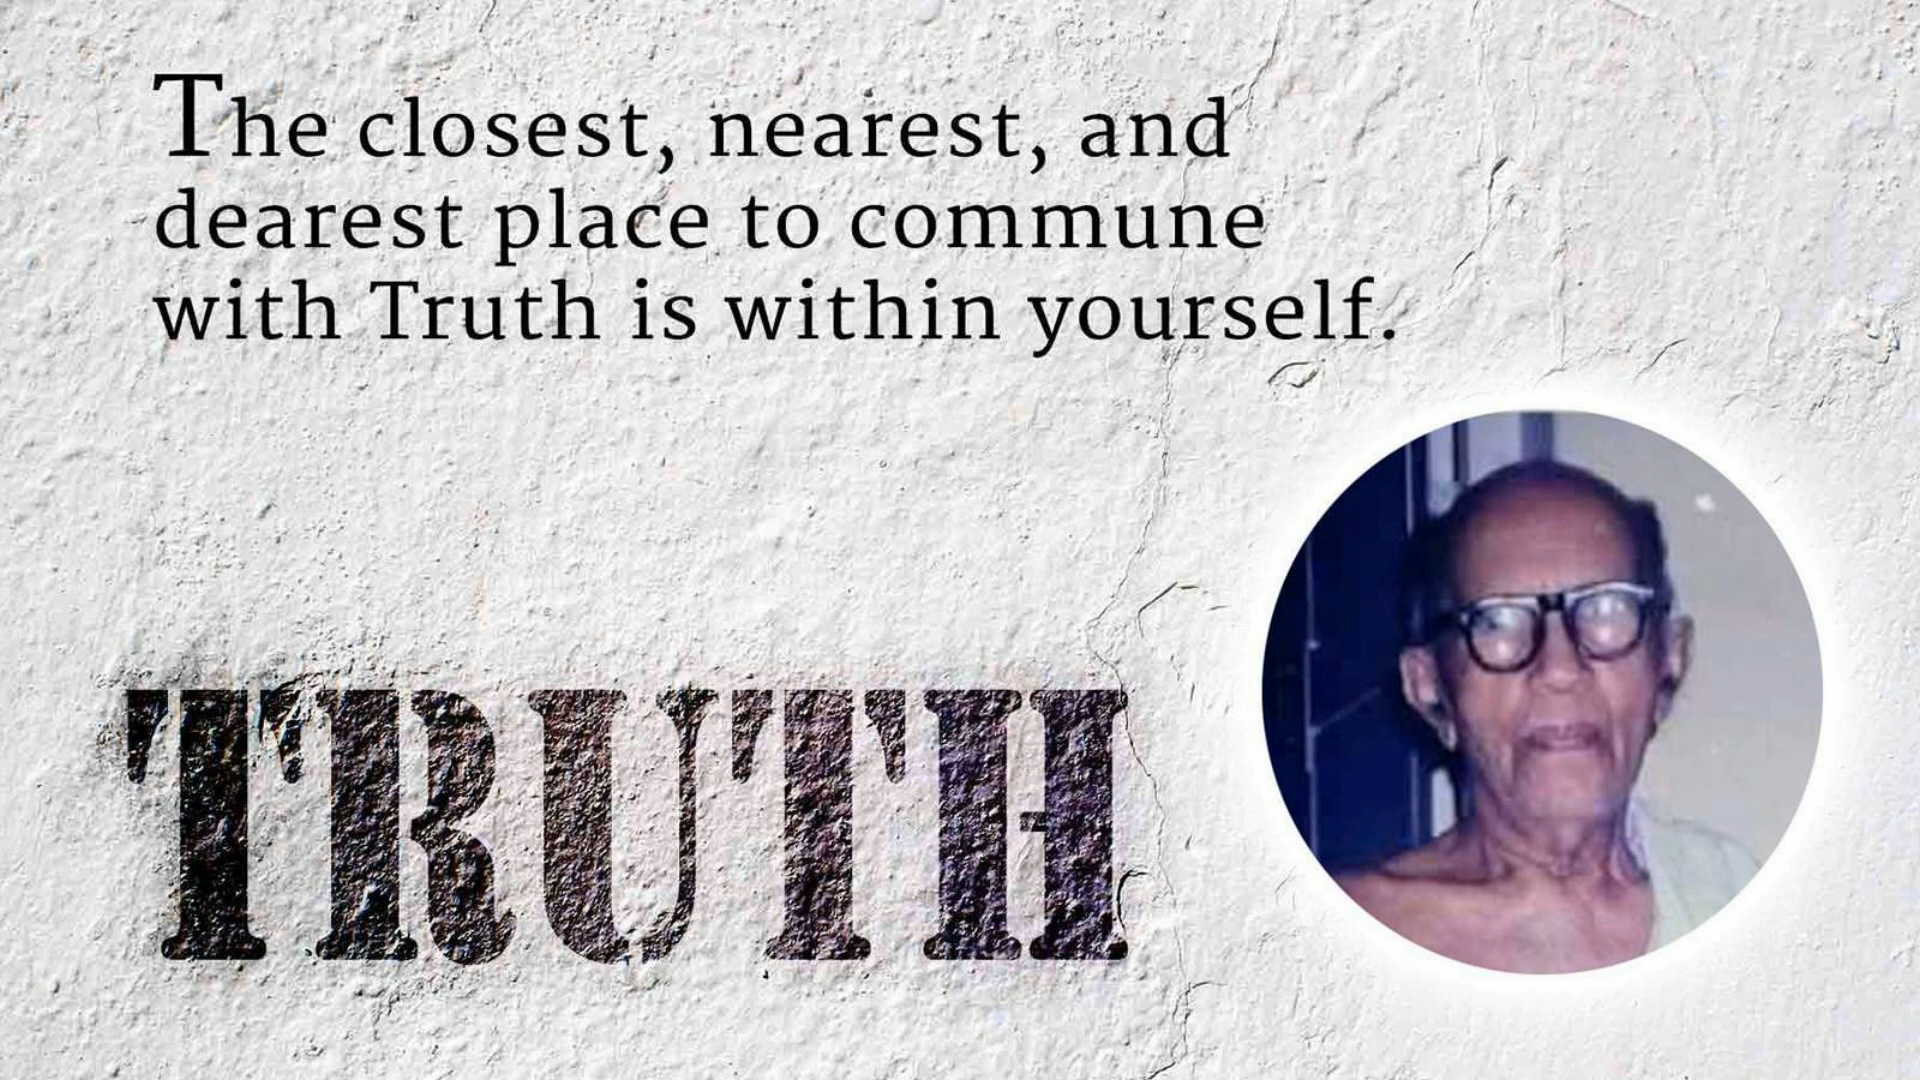 The closest, nearest, and
dearest place to commune
with Truth is within yourself.
TRUTH